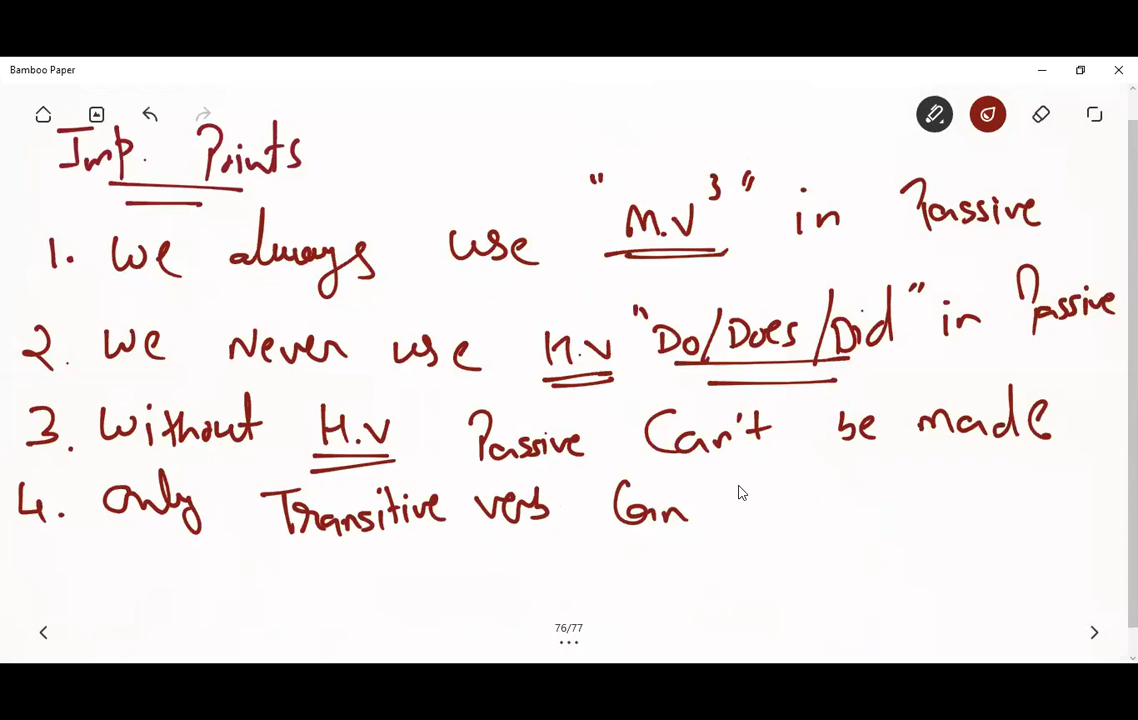 Bamboo Paper
Imp. Points
1. We always use "M.V³" in Passive
2. We Never use H.V "Do/Does/Did" in Passive
3. Without H.V Passive Can't be made
4. Only Transitive verb Can
76/77